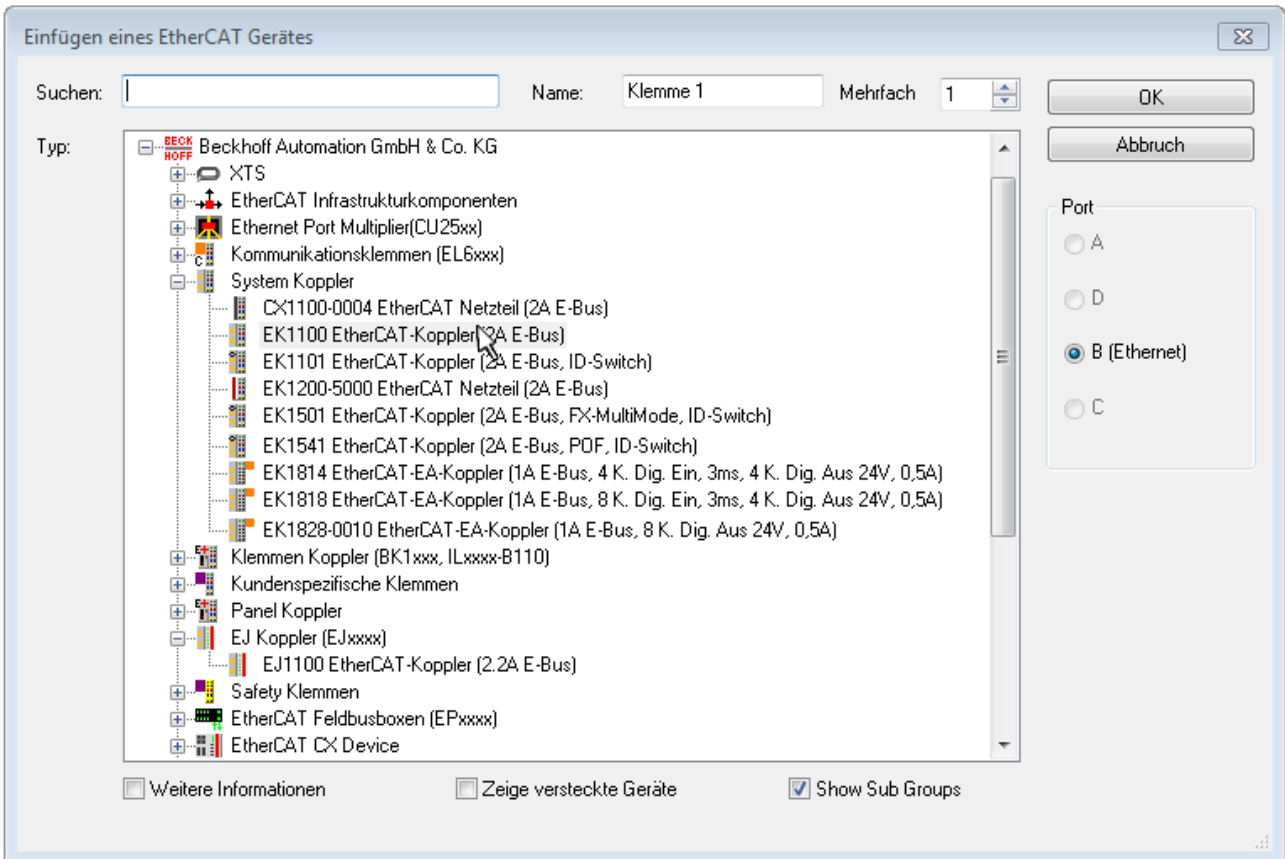 Einfügen eines EtherCAT Gerätes
Suchen: Name: Klemme 1 Mehrfach 1 OK
Abbruch
Typ:
BECK HOFF Beckhoff Automation GmbH & Co. KG
XTS
EtherCAT Infrastrukturkomponenten
Ethernet Port Multiplier(CU25xx)
Kommunikationsklemmen (EL6xxx)
System Koppler
CX1100-0004 EtherCAT Netzteil (2A E-Bus)
EK1100 EtherCAT-Koppler (2A E-Bus)
EK1101 EtherCAT-Koppler (2A E-Bus, ID-Switch)
EK1200-5000 EtherCAT Netzteil (2A E-Bus)
EK1501 EtherCAT-Koppler (2A E-Bus, FX-MultiMode, ID-Switch)
EK1541 EtherCAT-Koppler (2A E-Bus, POF, ID-Switch)
EK1814 EtherCAT-EA-Koppler (1A E-Bus, 4 K. Dig. Ein, 3ms, 4 K. Dig. Aus 24V, 0,5A)
EK1818 EtherCAT-EA-Koppler (1A E-Bus, 8 K. Dig. Ein, 3ms, 4 K. Dig. Aus 24V, 0,5A)
EK1828-0010 EtherCAT-EA-Koppler (1A E-Bus, 8 K. Dig. Aus 24V, 0,5A)
Klemmen Koppler (BK1xxx, ILxxxx-B110)
Kundenspezifische Klemmen
Panel Koppler
EJ Koppler (EJxxxx)
EJ1100 EtherCAT-Koppler (2.2A E-Bus)
Safety Klemmen
EtherCAT Feldbusboxen (EPxxxx)
EtherCAT CX Device
Port
A
D
B (Ethernet)
C
Weitere Informationen Zeige versteckte Geräte Show Sub Groups